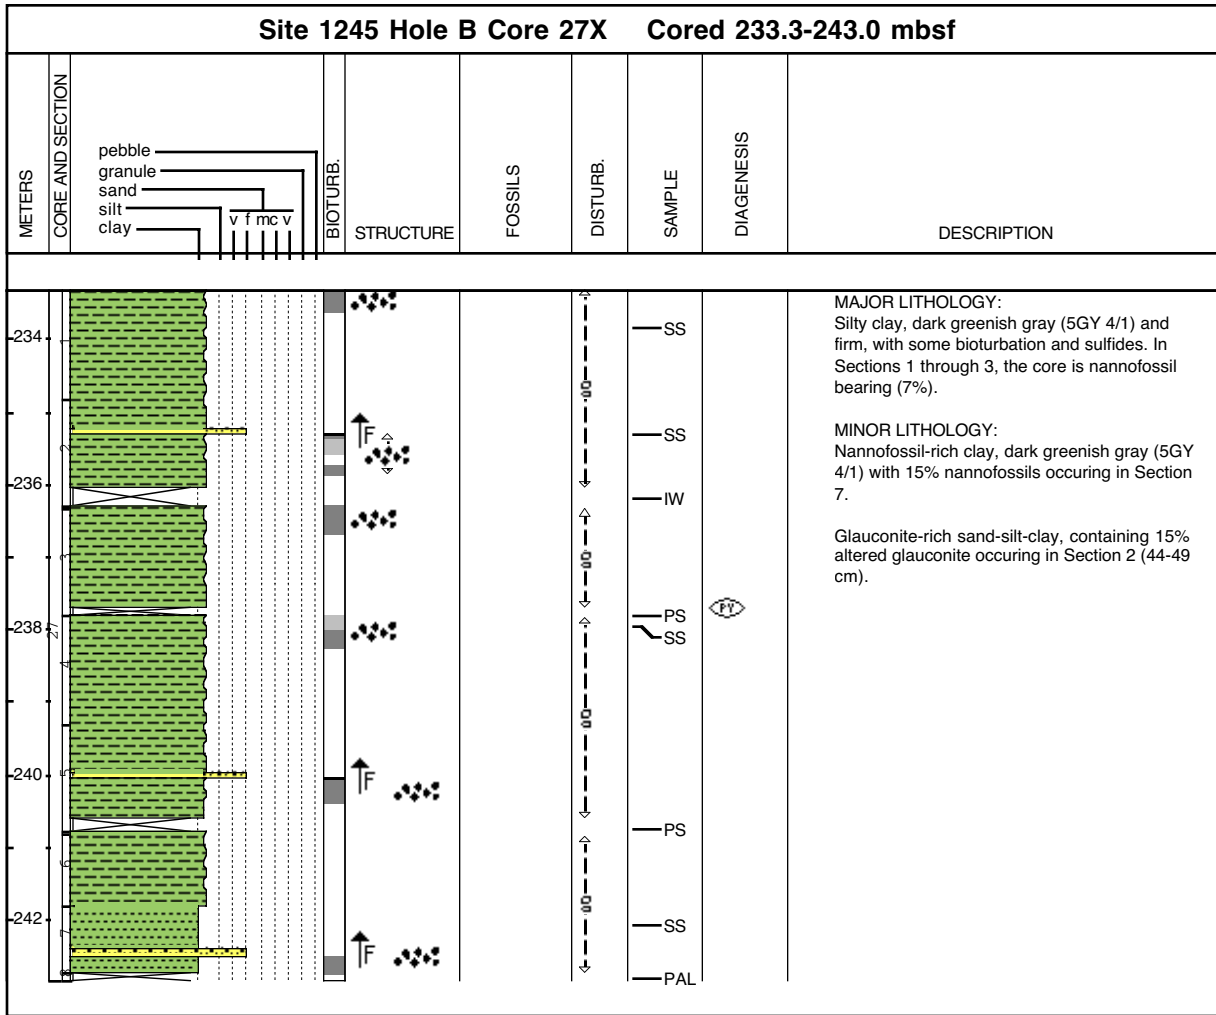 Site 1245 Hole B Core 27X Cored 233.3-243.0 mbsf
METERS
CORE AND SECTION
pebble
granule
sand
silt
v f mc v
clay
BIOTURB.
STRUCTURE
FOSSILS
DISTURB.
SAMPLE
DIAGENESIS
DESCRIPTION
MAJOR LITHOLOGY:
Silty clay, dark greenish gray (5GY 4/1) and
firm, with some bioturbation and sulfides. In
Sections 1 through 3, the core is nannofossil
bearing (7%).
MINOR LITHOLOGY:
Nannofossil-rich clay, dark greenish gray (5GY
4/1) with 15% nannofossils occuring in Section
7.
Glauconite-rich sand-silt-clay, containing 15%
altered glauconite occuring in Section 2 (44-49
cm).
234
236
238
240
242
27
1
2
3
4
5
6
7
8
F
F
F
SS
SS
IW
PS
SS
PS
SS
PAL
PY